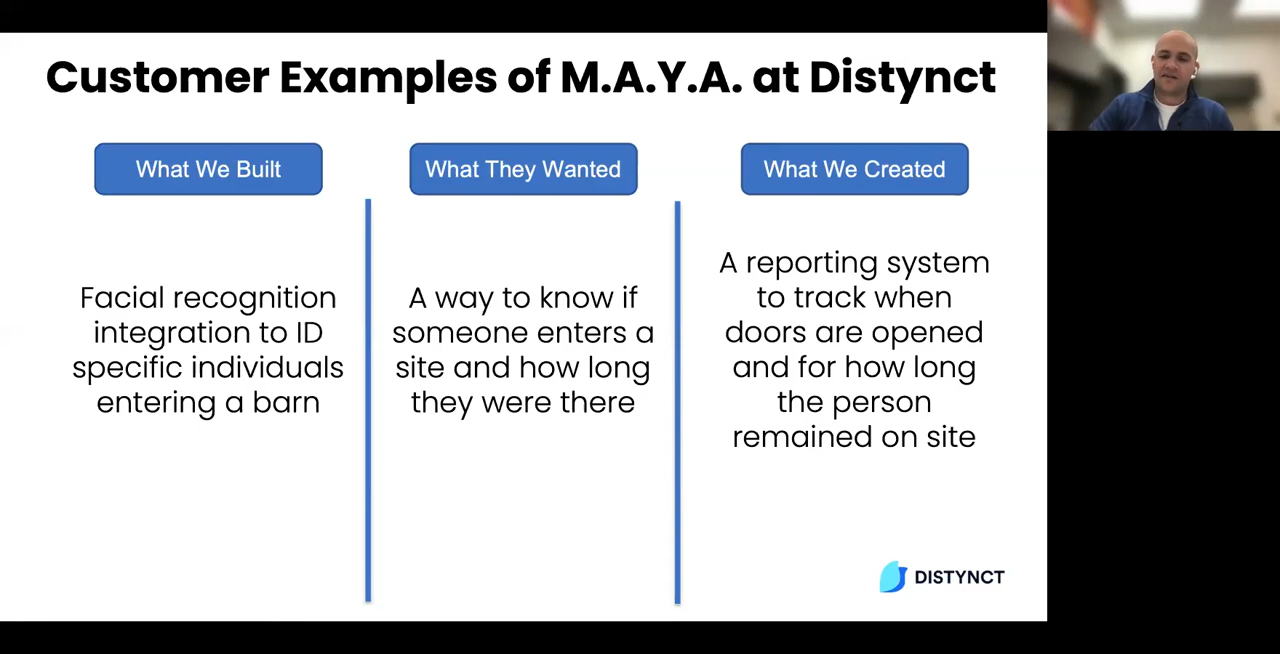 Customer Examples of M.A.Y.A. at Distynct
What We Built
Facial recognition
integration to ID
specific individuals
entering a barn
What They Wanted
A way to know if
someone enters a
site and how long
they were there
What We Created
A reporting system
to track when
doors are opened
and for how long
the person
remained on site
DISTYNCT